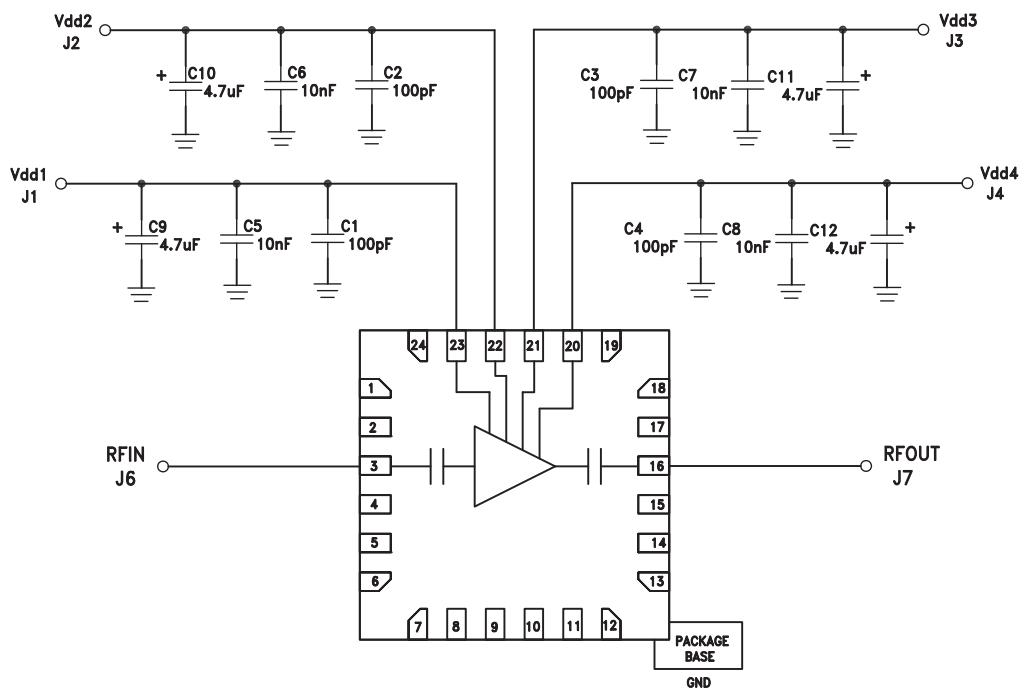 Vdd2
J2
+ C10
4.7uF
C6
10nF
C2
100pF
Vdd3
J3
C3
100pF
C7
10nF
C11
4.7uF
+
Vdd1
J1
+ C9
4.7uF
C5
10nF
C1
100pF
Vdd4
J4
C4
100pF
C8
10nF
C12
4.7uF
+
24 23 22 21 20 19
1
2
3
4
5
6
18
17
16
15
14
13
RFIN
J6
RFOUT
J7
7 8 9 10 11 12
PACKAGE
BASE
GND